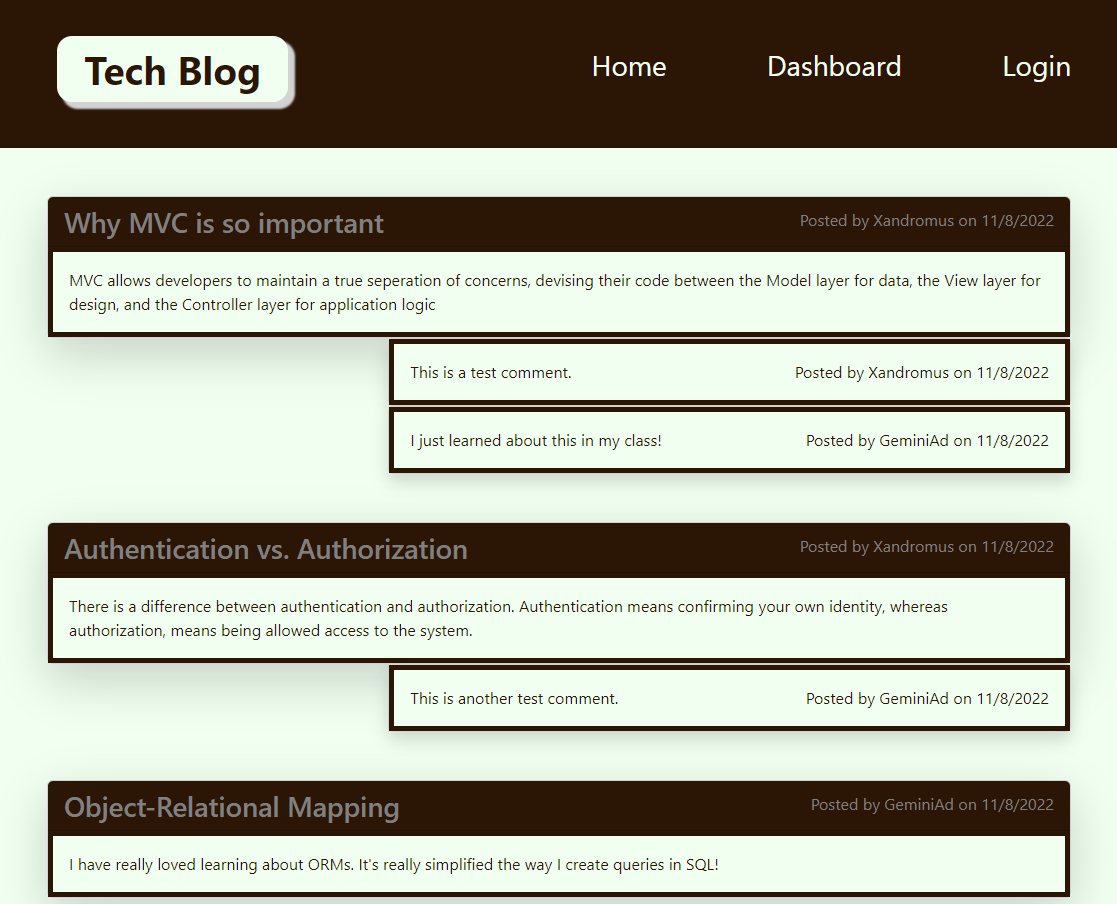 Tech Blog
Home Dashboard Login
Why MVC is so important Posted by Xandromus on 11/8/2022
MVC allows developers to maintain a true seperation of concerns, devising their code between the Model layer for data, the View layer for
design, and the Controller layer for application logic
This is a test comment. Posted by Xandromus on 11/8/2022
I just learned about this in my class! Posted by GeminiAd on 11/8/2022
Authentication vs. Authorization Posted by Xandromus on 11/8/2022
There is a difference between authentication and authorization. Authentication means confirming your own identity, whereas
authorization, means being allowed access to the system.
This is another test comment. Posted by GeminiAd on 11/8/2022
Object-Relational Mapping Posted by GeminiAd on 11/8/2022
I have really loved learning about ORMs. It's really simplified the way I create queries in SQL!